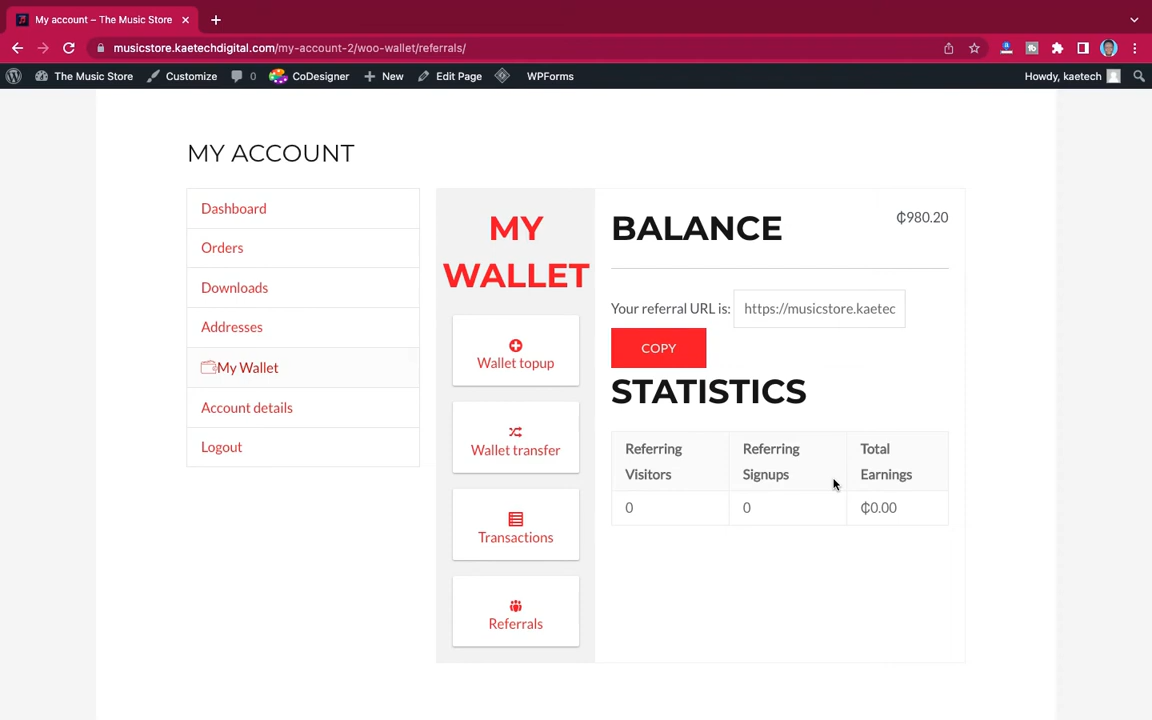 My account – The Music Store
musicstore.kaetechdigital.com/my-account-2/woo-wallet/referrals/
The Music Store Customize 0 CoDesigner New Edit Page WPForms Howdy, kaetech
MY ACCOUNT
Dashboard
Orders
Downloads
Addresses
My Wallet
Account details
Logout
MY
WALLET
Wallet topup
Wallet transfer
Transactions
Referrals
BALANCE ₵980.20
Your referral URL is: https://musicstore.kaetec
COPY
STATISTICS
Referring Visitors
Referring Signups
Total Earnings
0 0 ₵0.00